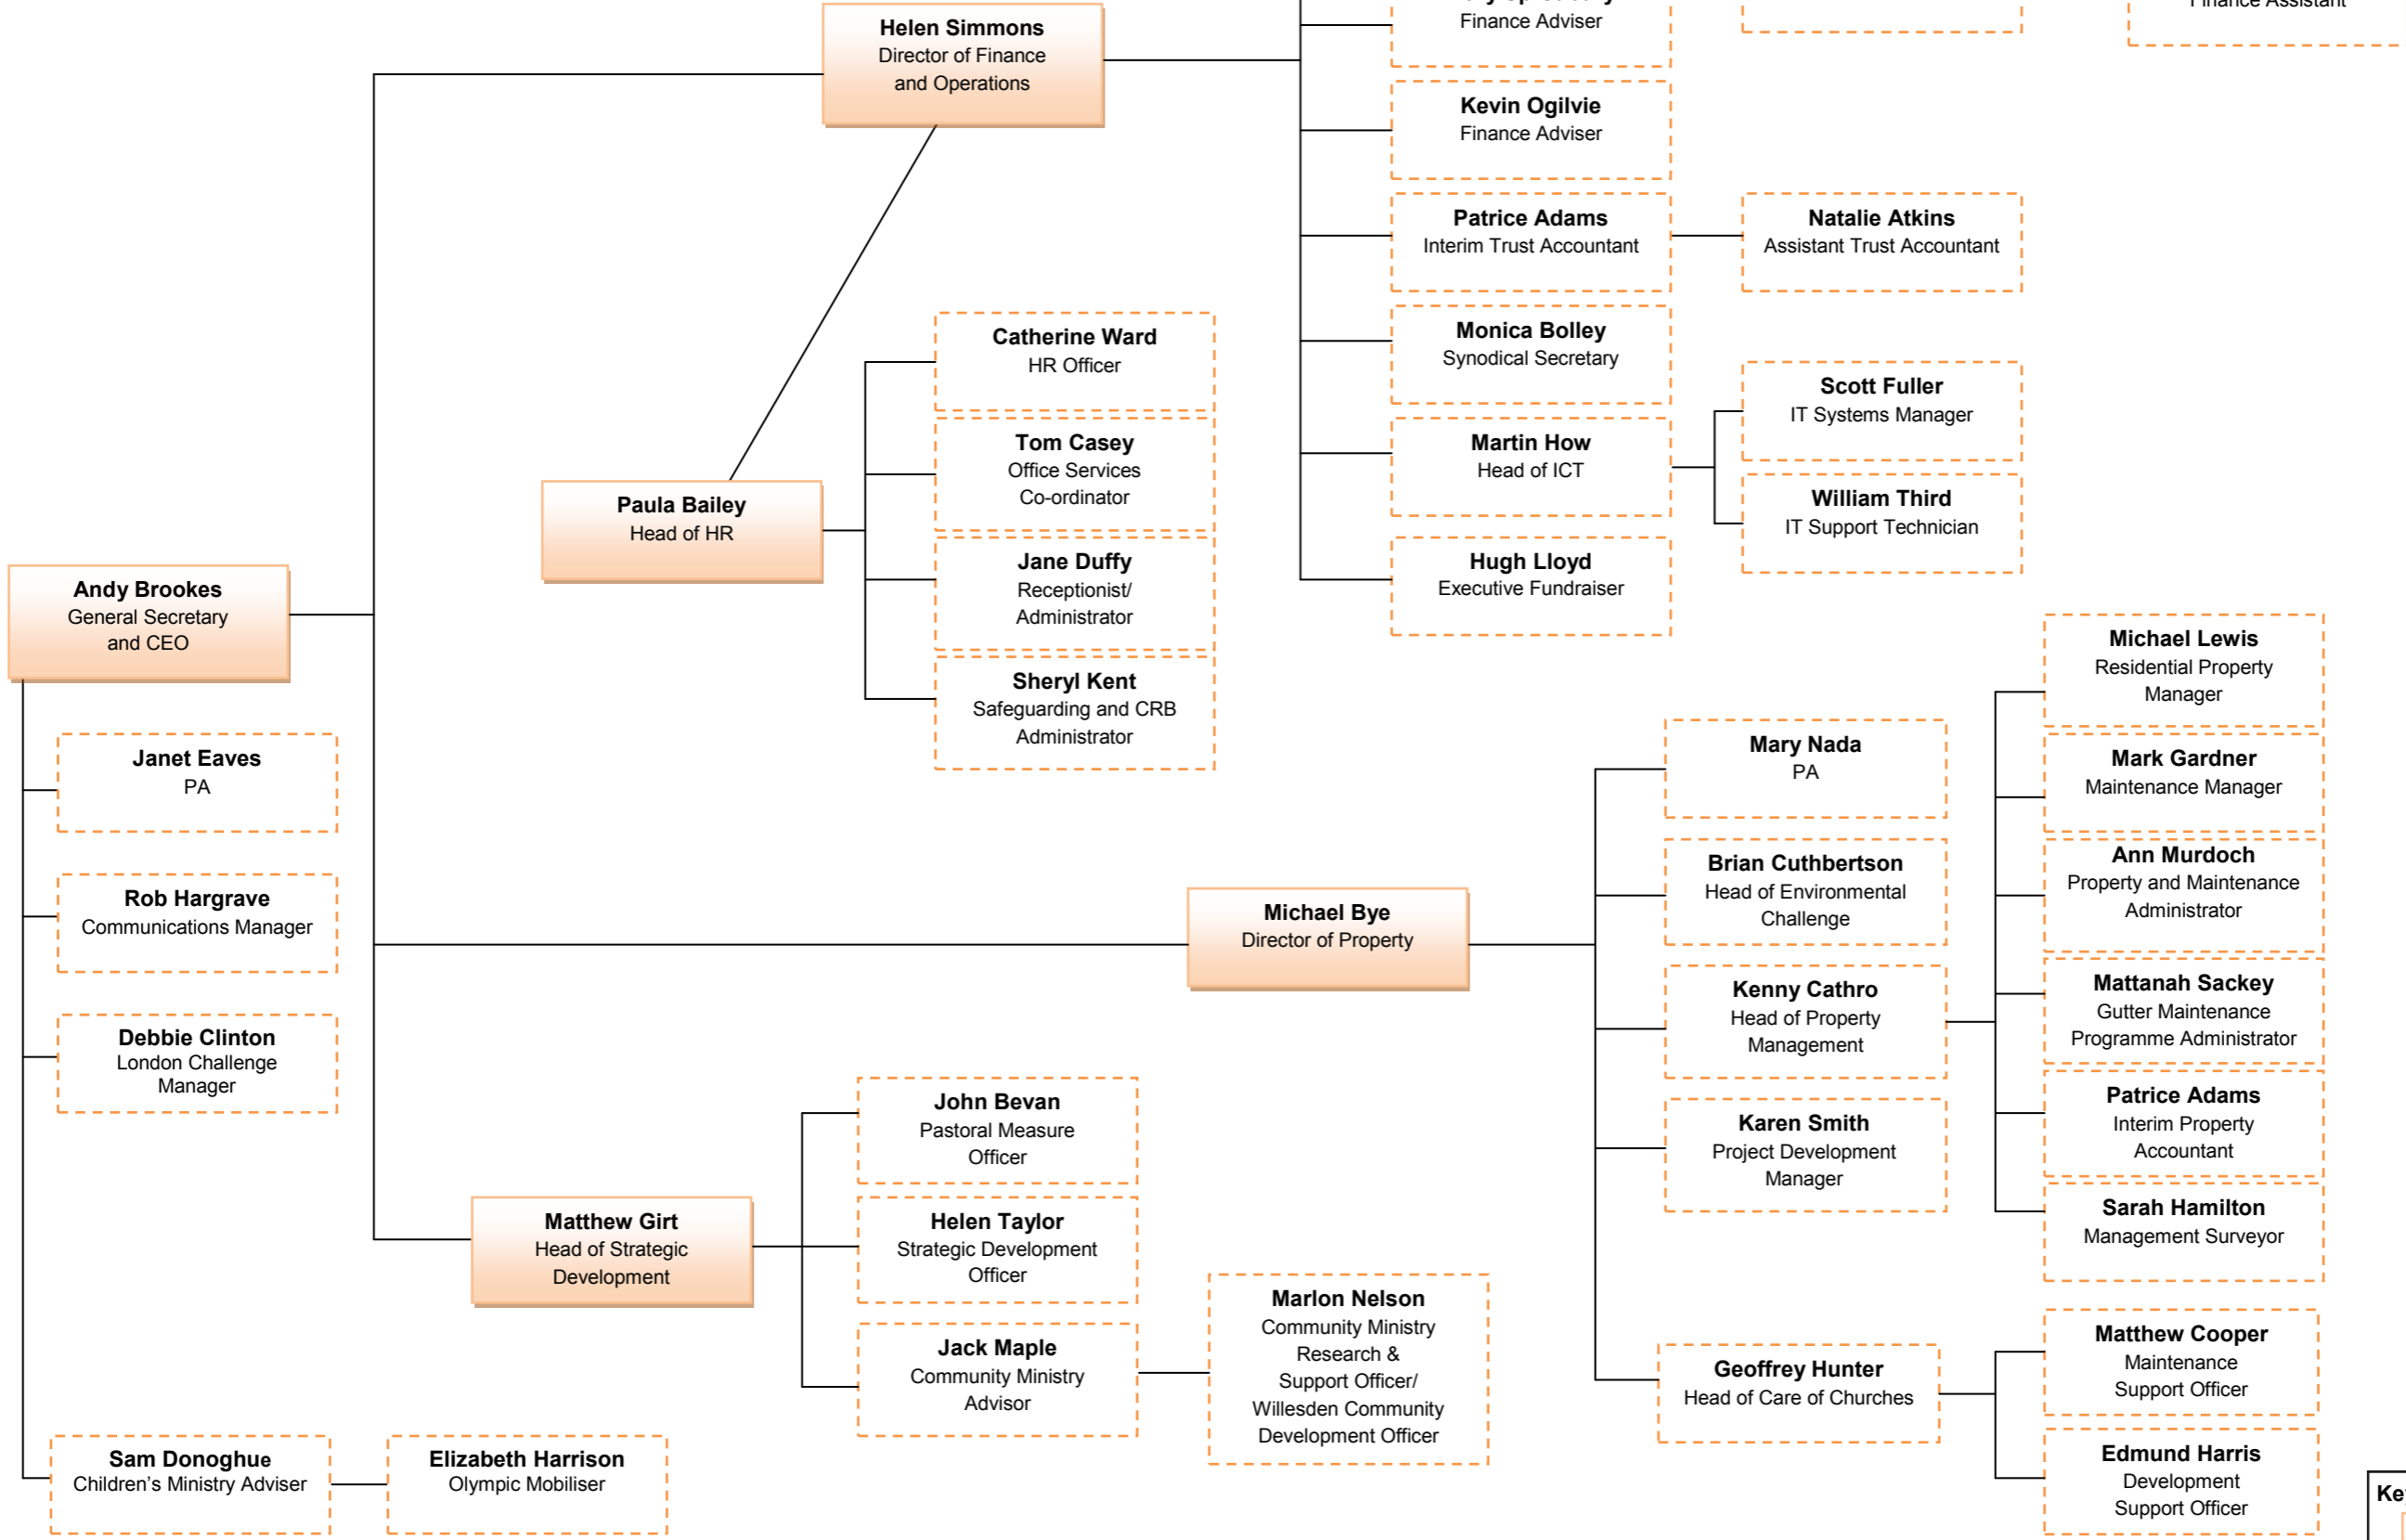 Helen Simmons
Director of Finance
and Operations
Finance Adviser
Finance Assistant
Kevin Ogilvie
Finance Adviser
Patrice Adams
Interim Trust Accountant
Natalie Atkins
Assistant Trust Accountant
Monica Bolley
Synodical Secretary
Martin How
Head of ICT
Scott Fuller
IT Systems Manager
William Third
IT Support Technician
Hugh Lloyd
Executive Fundraiser
Catherine Ward
HR Officer
Tom Casey
Office Services
Co-ordinator
Paula Bailey
Head of HR
Jane Duffy
Receptionist/
Administrator
Sheryl Kent
Safeguarding and CRB
Administrator
Andy Brookes
General Secretary
and CEO
Janet Eaves
PA
Rob Hargrave
Communications Manager
Debbie Clinton
London Challenge
Manager
Michael Bye
Director of Property
Mary Nada
PA
Brian Cuthbertson
Head of Environmental
Challenge
Kenny Cathro
Head of Property
Management
Karen Smith
Project Development
Manager
Michael Lewis
Residential Property
Manager
Mark Gardner
Maintenance Manager
Ann Murdoch
Property and Maintenance
Administrator
Mattanah Sackey
Gutter Maintenance
Programme Administrator
Patrice Adams
Interim Property
Accountant
Sarah Hamilton
Management Surveyor
Geoffrey Hunter
Head of Care of Churches
Matthew Cooper
Maintenance
Support Officer
Edmund Harris
Development
Support Officer
Matthew Girt
Head of Strategic
Development
John Bevan
Pastoral Measure
Officer
Helen Taylor
Strategic Development
Officer
Jack Maple
Community Ministry
Advisor
Marlon Nelson
Community Ministry
Research &
Support Officer/
Willesden Community
Development Officer
Sam Donoghue
Children's Ministry Adviser
Elizabeth Harrison
Olympic Mobiliser